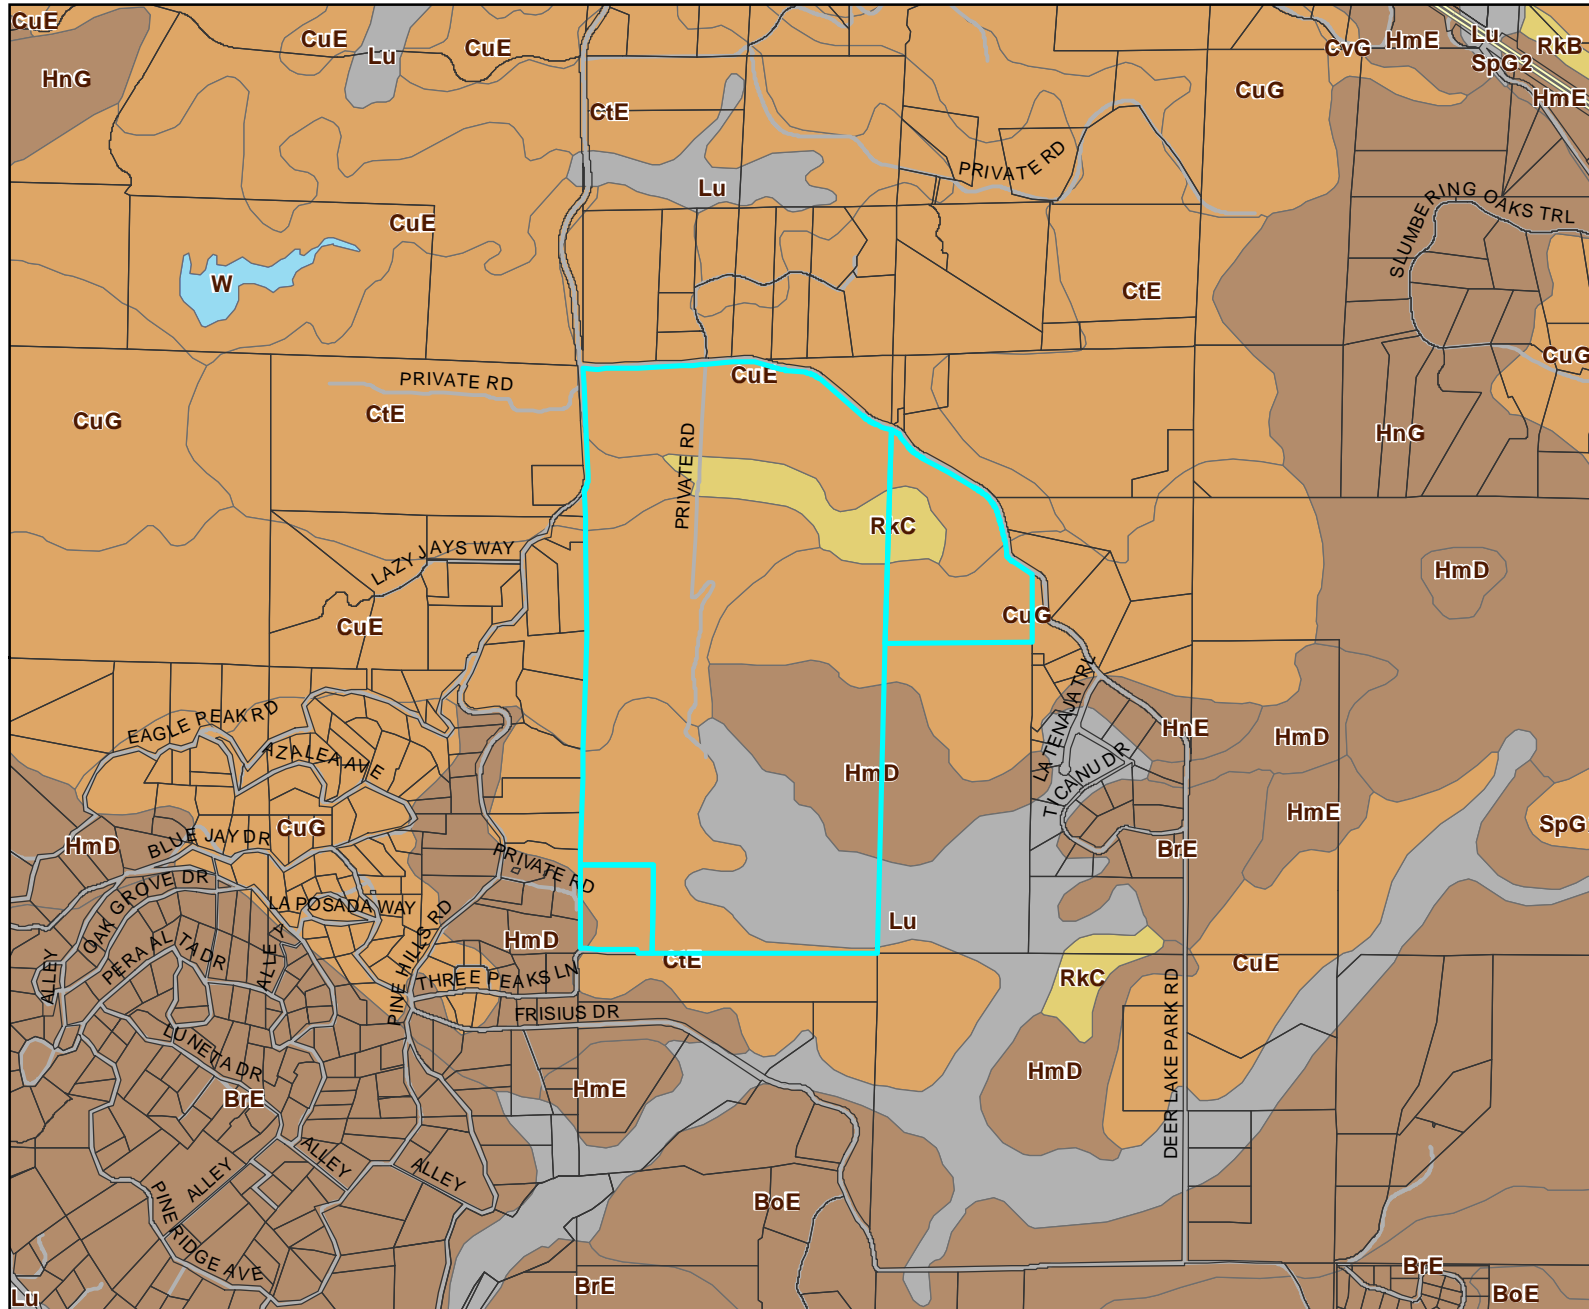 CuE
CuE
Lu
CuE
HnG
CtE
CuG
CvG
HmE
Lu
RkB
SpG2
HmE
PRIVATE RD
Lu
SLUMBERING OAKS TRL
CuE
W
CtE
CuE
CuG
PRIVATE RD
CtE
CuG
PRIVATE RD
HnG
RkC
LAZY JAYS WAY
HmD
CuE
CuG
EAGLE PEAK RD
AZALEA AVE
LA TENAJA TRL
HnE
HmD
TICANU DR
HmD
HmE
SpG
CuG
BLUE JAY DR
HmD
BrE
PRIVATE RD
OAK GROVE DR
LA POSADA WAY
Lu
HmD
PERA AL TA DR
ALLEY
ALLEY
PINE HILLS RD
CtE
CuE
THREE PEAKS LN
RkC
FRISIUS DR
DEER LAKE PARK RD
LUNETA DR
HmE
HmD
BrE
ALLEY
ALLEY
ALLEY
BoE
PINE RIDGE AVE
BrE
BrE
BoE
Lu